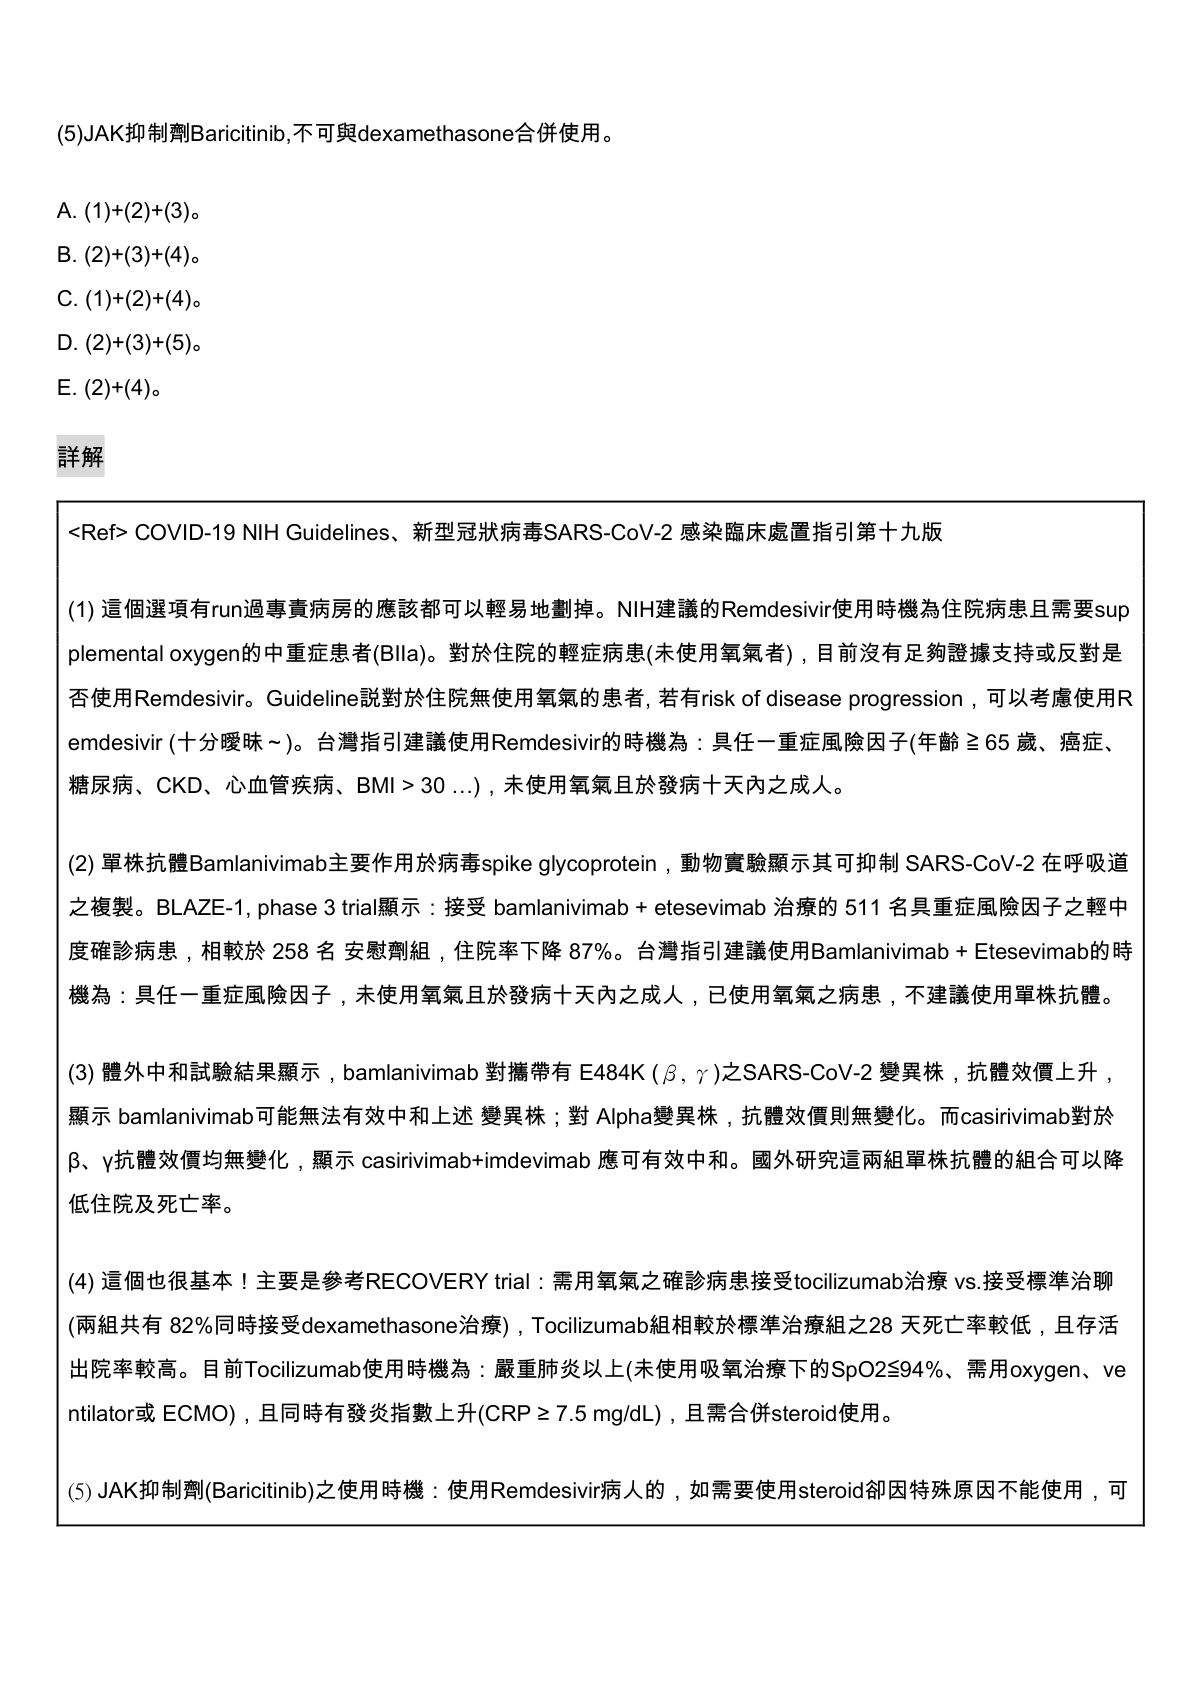 (5)JAK抑制劑Baricitinib,不可與dexamethasone合併使用。
A. (1)+(2)+(3)。
B. (2)+(3)+(4)。
C. (1)+(2)+(4)。
D. (2)+(3)+(5)。
E. (2)+(4)。
詳解
<Ref> COVID-19 NIH Guidelines、新型冠狀病毒SARS-CoV-2 感染臨床處置指引第十九版
(1) 這個選項有run過專責病房的應該都可以輕易地劃掉。NIH建議的Remdesivir使用時機為住院病患且需要sup
plemental oxygen的中重症患者(BIIa)。對於住院的輕症病患(未使用氧氣者)，目前沒有足夠證據支持或反對是
否使用Remdesivir。Guideline説對於住院無使用氧氣的患者, 若有risk of disease progression，可以考慮使用R
emdesivir (十分曖昧～)。台灣指引建議使用Remdesivir的時機為：具任一重症風險因子(年齡 ≧ 65 歲、癌症、
糖尿病、CKD、心血管疾病、BMI > 30 …)，未使用氧氣且於發病十天內之成人。
(2) 單株抗體Bamlanivimab主要作用於病毒spike glycoprotein，動物實驗顯示其可抑制 SARS-CoV-2 在呼吸道
之複製。BLAZE-1, phase 3 trial顯示：接受 bamlanivimab + etesevimab 治療的 511 名具重症風險因子之輕中
度確診病患，相較於 258 名 安慰劑組，住院率下降 87%。台灣指引建議使用Bamlanivimab + Etesevimab的時
機為：具任一重症風險因子，未使用氧氣且於發病十天內之成人，已使用氧氣之病患，不建議使用單株抗體。
(3) 體外中和試驗結果顯示，bamlanivimab 對攜帶有 E484K (β, γ)之SARS-CoV-2 變異株，抗體效價上升，
顯示 bamlanivimab可能無法有效中和上述 變異株；對 Alpha變異株，抗體效價則無變化。而casirivimab對於
β、γ抗體效價均無變化，顯示 casirivimab+imdevimab 應可有效中和。國外研究這兩組單株抗體的組合可以降
低住院及死亡率。
(4) 這個也很基本！主要是參考RECOVERY trial：需用氧氣之確診病患接受tocilizumab治療 vs.接受標準治聊
(兩組共有 82%同時接受dexamethasone治療)，Tocilizumab組相較於標準治療組之28 天死亡率較低，且存活
出院率較高。目前Tocilizumab使用時機為：嚴重肺炎以上(未使用吸氧治療下的SpO2≦94%、需用oxygen、ve
ntilator或 ECMO)，且同時有發炎指數上升(CRP ≥ 7.5 mg/dL)，且需合併steroid使用。
(5) JAK抑制劑(Baricitinib)之使用時機：使用Remdesivir病人的，如需要使用steroid卻因特殊原因不能使用，可